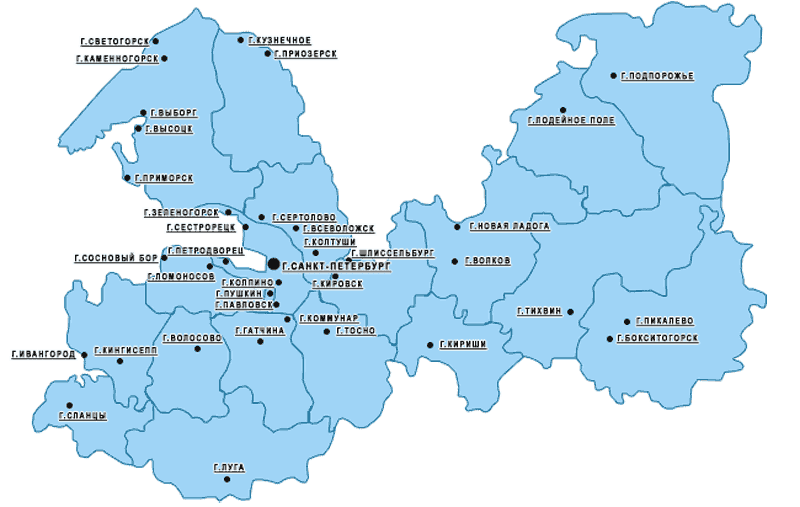 Г.СВЕТОГОРСК
Г.КУЗНЕЧНОЕ
Г.ПРИОЗЕРСК
Г.КАМЕННОГОРСК
Г.ПОДПОРОЖЬЕ
Г.ВЫБОРГ
Г.ВЫСОЦК
Г.ЛОДЕЙНОЕ ПОЛЕ
Г.ПРИМОРСК
Г.ЗЕЛЕНОГОРСК
Г.СЕРТОЛОВО
Г.СЕСТРОРЕЦК
Г.ВСЕВОЛОЖСК
Г.НОВАЯ ЛАДОГА
Г.КОЛТУШИ
Г.ПЕТРОДВОРЕЦ
Г.ШЛИССЕЛЬБУРГ
Г.СОСНОВЫЙ БОР
Г.САНКТ-ПЕТЕРБУРГ
Г.ВОЛКОВ
Г.ЛОМОНОСОВ
Г.КОЛПИНО
Г.КИРОВСК
Г.ПУШКИН
Г.ПАВЛОВСК
Г.ТИХВИН
Г.КОММУНАР
Г.ПИКАЛЕВО
Г.ГАТЧИНА
Г.ТОСНО
Г.ВОЛОСОВО
Г.БОКСИТОГОРСК
Г.КИРИШИ
Г.ИВАНГОРОД
Г.КИНГИСЕПП
Г.СЛАНЦЫ
Г.ЛУГА